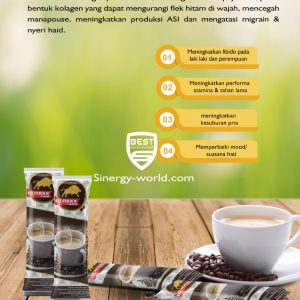 bentuk kolagen yang dapat mengurangi flek hitam di wajah, mencegah
manapouse, meningkatkan produksi ASI dan mengatasi migrain &
nyeri haid.
01
Meningkatkan libido pada
laki laki dan perempuan
02
Meningkatkan performa
stamina & tahan lama
03
meningkatkan
kesuburan pria
04
Memperbaiki mood/
suasana hati
BEST
Sinergy-world.com